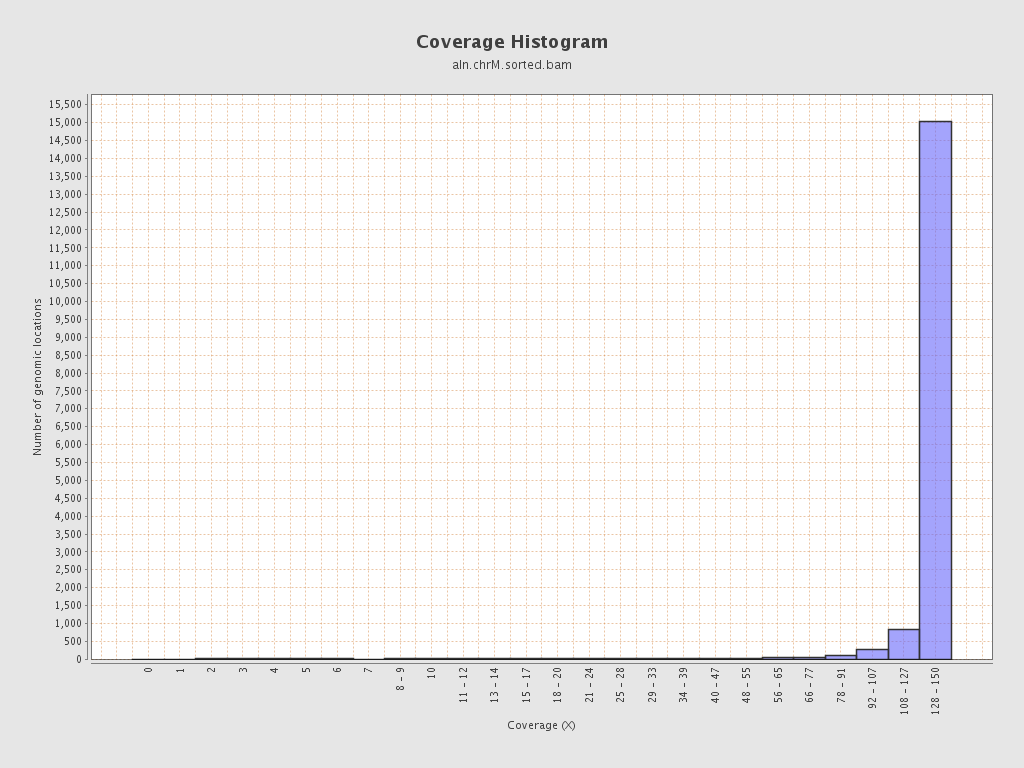 Coverage Histogram
aln.chrM.sorted.bam
15,500
15,000
14,500
14,000
13,500
13,000
12,500
12,000
11,500
11,000
10,500
10,000
9,500
9,000
8,500
8,000
7,500
7,000
6,500
6,000
5,500
5,000
4,500
4,000
3,500
3,000
2,500
2,000
1,500
1,000
500
0
Number of genomic locations
0
1
2
3
4
5
6
7
8 - 9
10
11 - 12
13 - 14
15 - 17
18 - 20
21 - 24
25 - 28
29 - 33
34 - 39
40 - 47
48 - 55
56 - 65
66 - 77
78 - 91
92 - 107
108 - 127
128 - 150
Coverage (X)